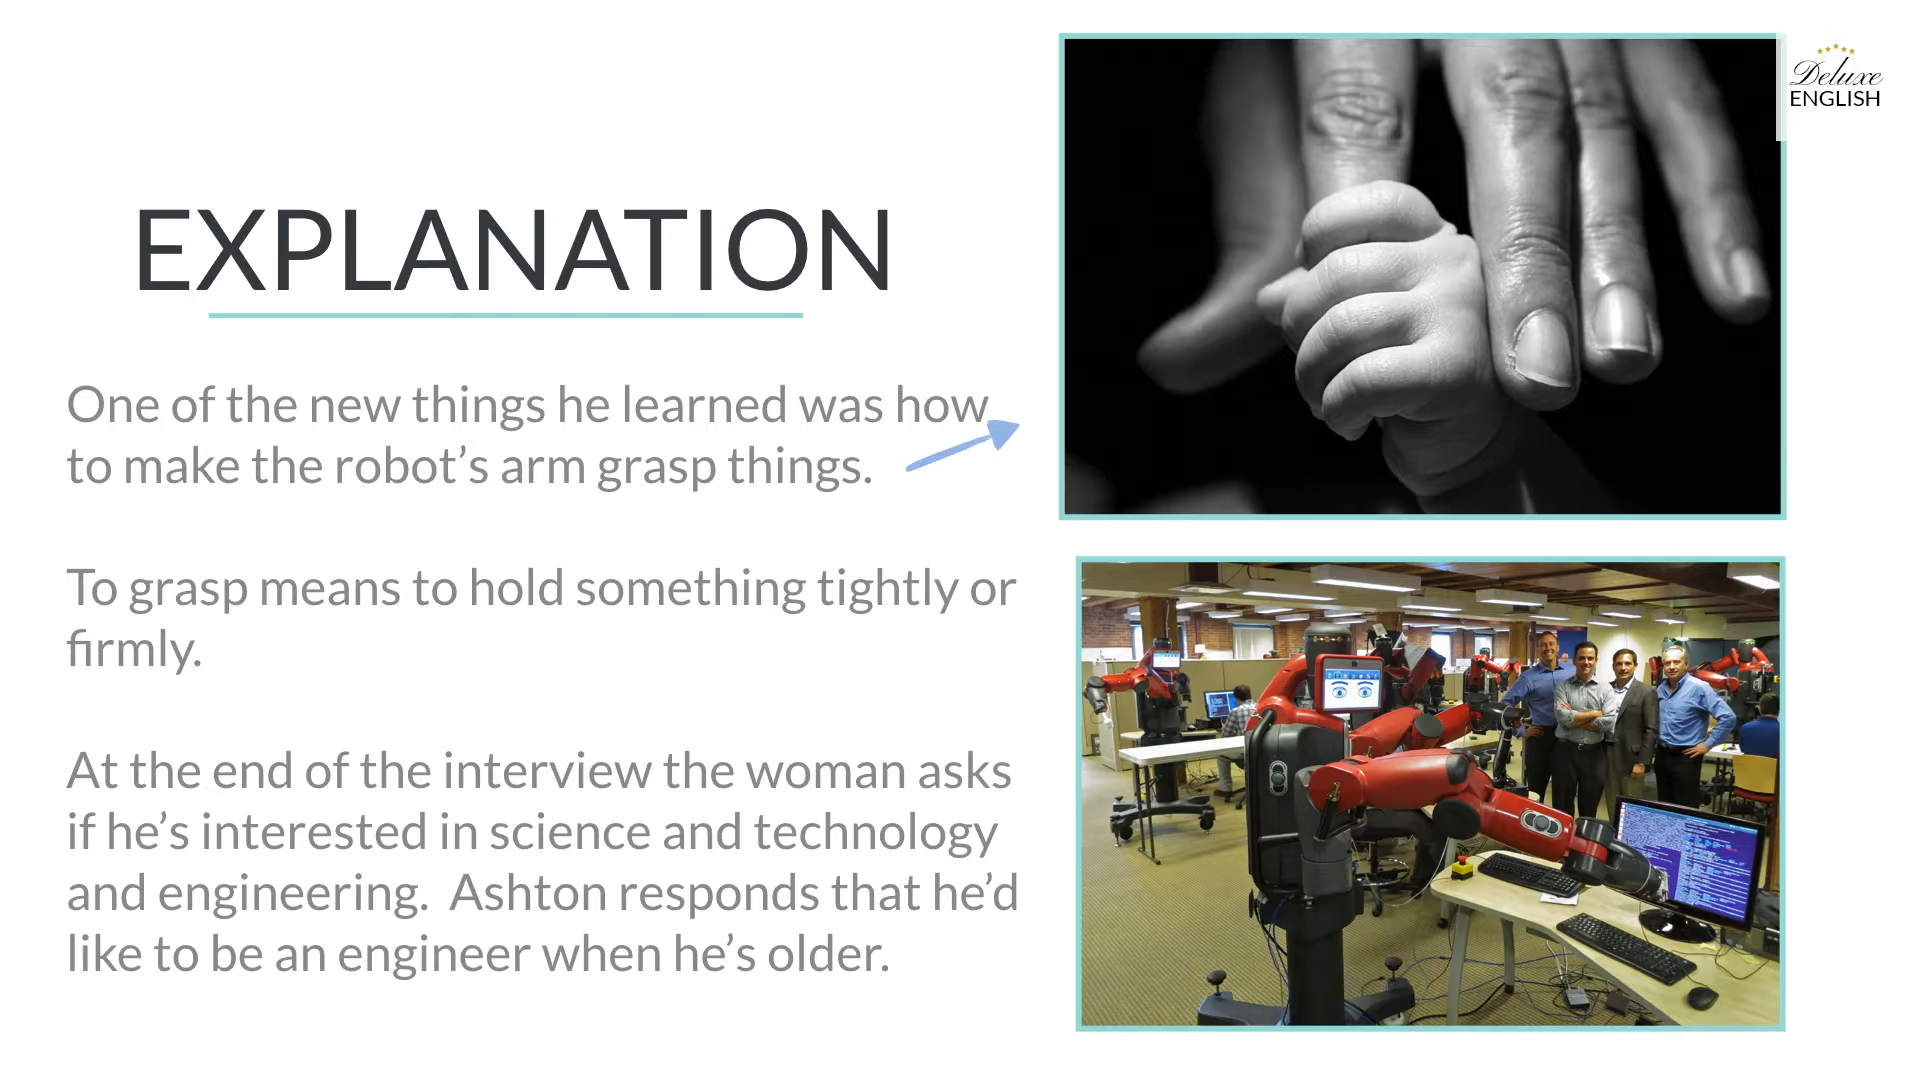 Deluxe
ENGLISH
EXPLANATION
One of the new things he learned was how
to make the robot’s arm grasp things.
To grasp means to hold something tightly or
firmly.
At the end of the interview the woman asks
if he’s interested in science and technology
and engineering.  Ashton responds that he’d
like to be an engineer when he’s older.